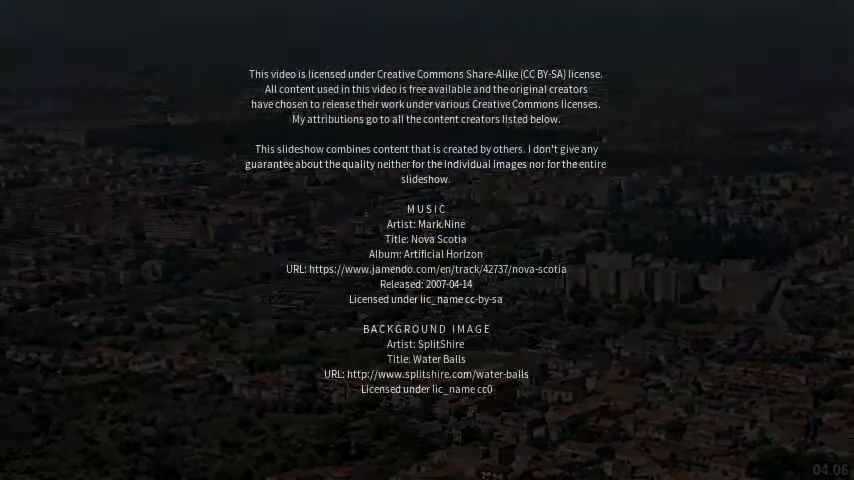 This video is licensed under Creative Commons Share-Alike (CC BY-SA) license.
All content used in this video is free available and the original creators
have chosen to release their work under various Creative Commons licenses.
My attributions go to all the content creators listed below.
This slideshow combines content that is created by others. I don't give any
guarantee about the quality neither for the individual images nor for the entire
slideshow.
MUSIC
Artist: Mark.Nine
Title: Nova Scotia
Album: Artificial Horizon
URL: https://www.jamendo.com/en/track/42737/nova-scotia
Released: 2007-04-14
Licensed under lic_name cc-by-sa
BACKGROUND IMAGE
Artist: SplitShire
Title: Water Balls
URL: http://www.splitshire.com/water-balls
Licensed under lic_name cc0
04.06